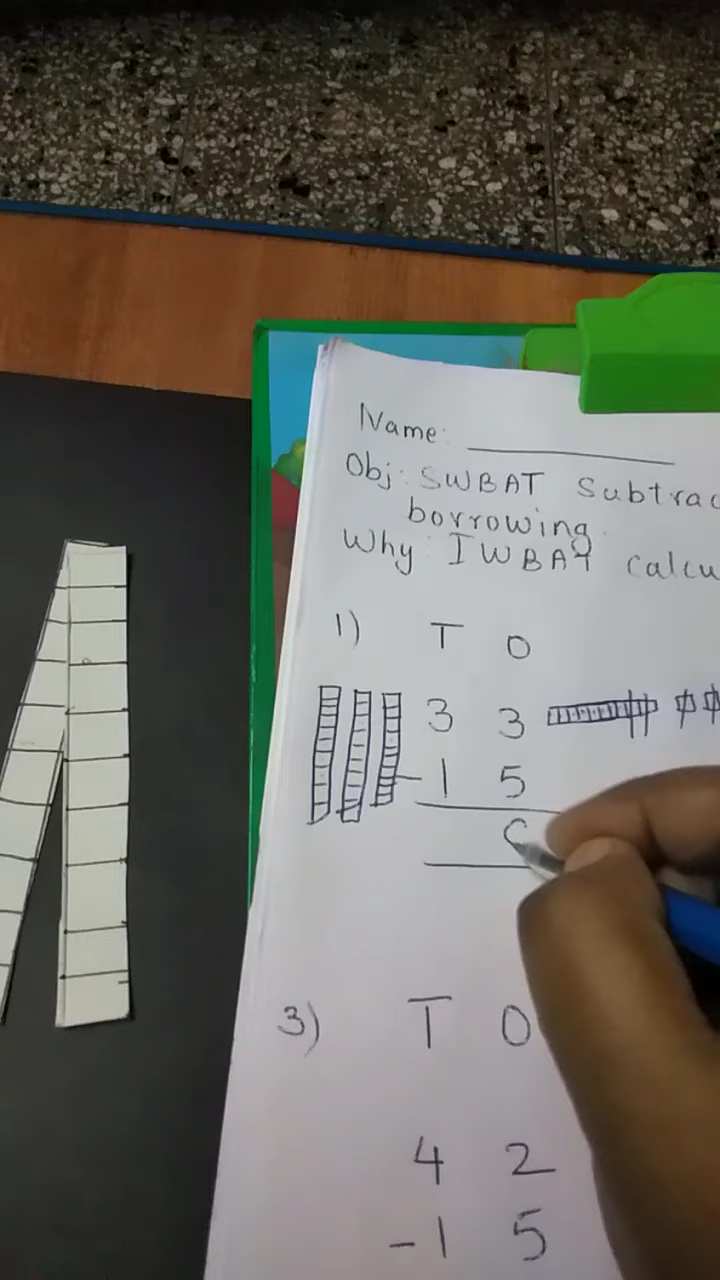 Name:
Obj: SWBAT Subtrac
borrowing
Why: IWBAT calcu
1) T O
3 3
- 1 5
3) T O
4 2
- 1 5